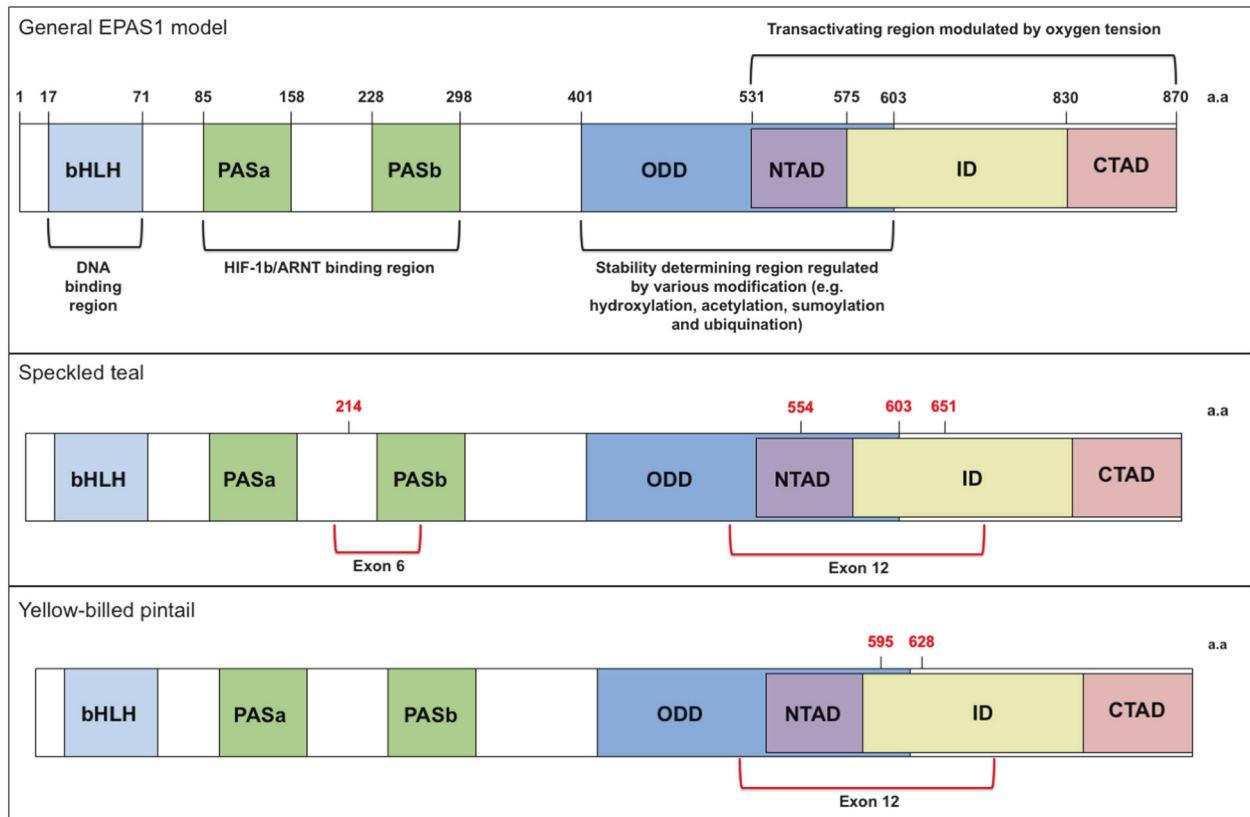 General EPAS1 model
Transactivating region modulated by oxygen tension
1 17 71 85 158 228 298 401 531 575 603 830 870 a.a
bHLH PASa PASb ODD NTAD ID CTAD
DNA
binding
region
HIF-1b/ARNT binding region
Stability determining region regulated
by various modification (e.g.
hydroxylation, acetylation, sumoylation
and ubiquination)
Speckled teal
214 554 603 651 a.a
bHLH PASa PASb ODD NTAD ID CTAD
Exon 6 Exon 12
Yellow-billed pintail
595 628 a.a
bHLH PASa PASb ODD NTAD ID CTAD
Exon 12